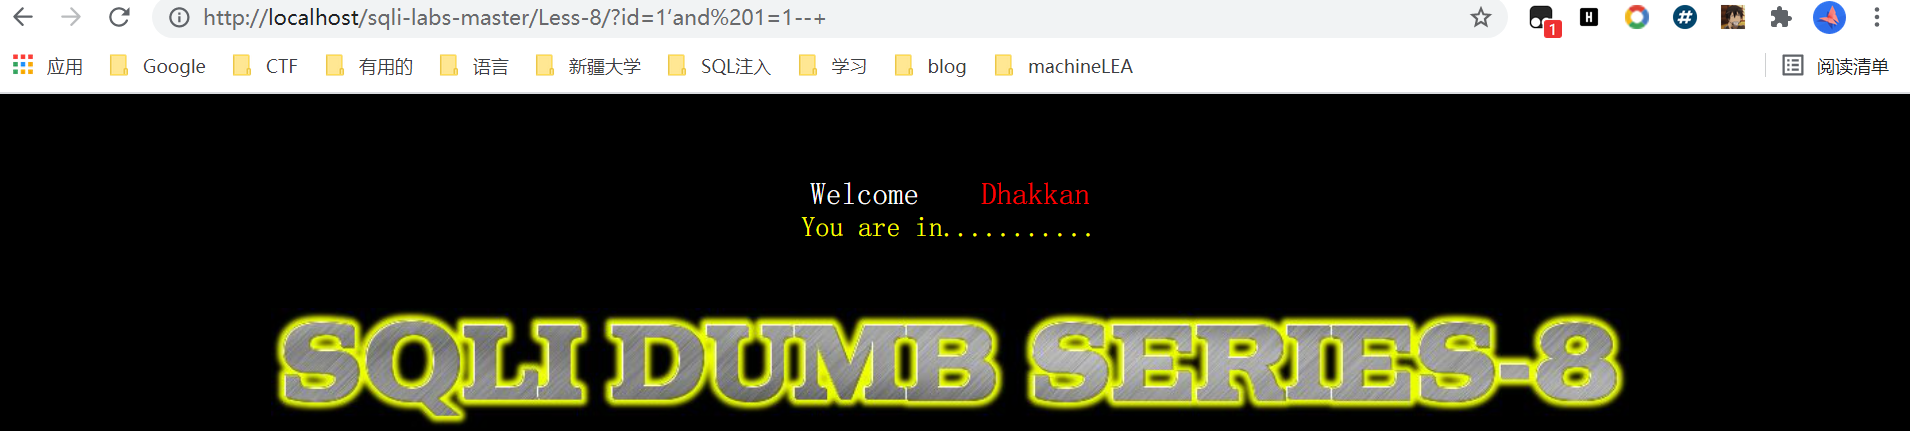 http://localhost/sqli-labs-master/Less-8/?id=1'and%201=1--+
1
H
#
应用 Google CTF 有用的 语言 新疆大学 SQL注入 学习 blog machineLEA 阅读清单
Welcome Dhakkan
You are in...........
SQLI DUMB SERIES-8